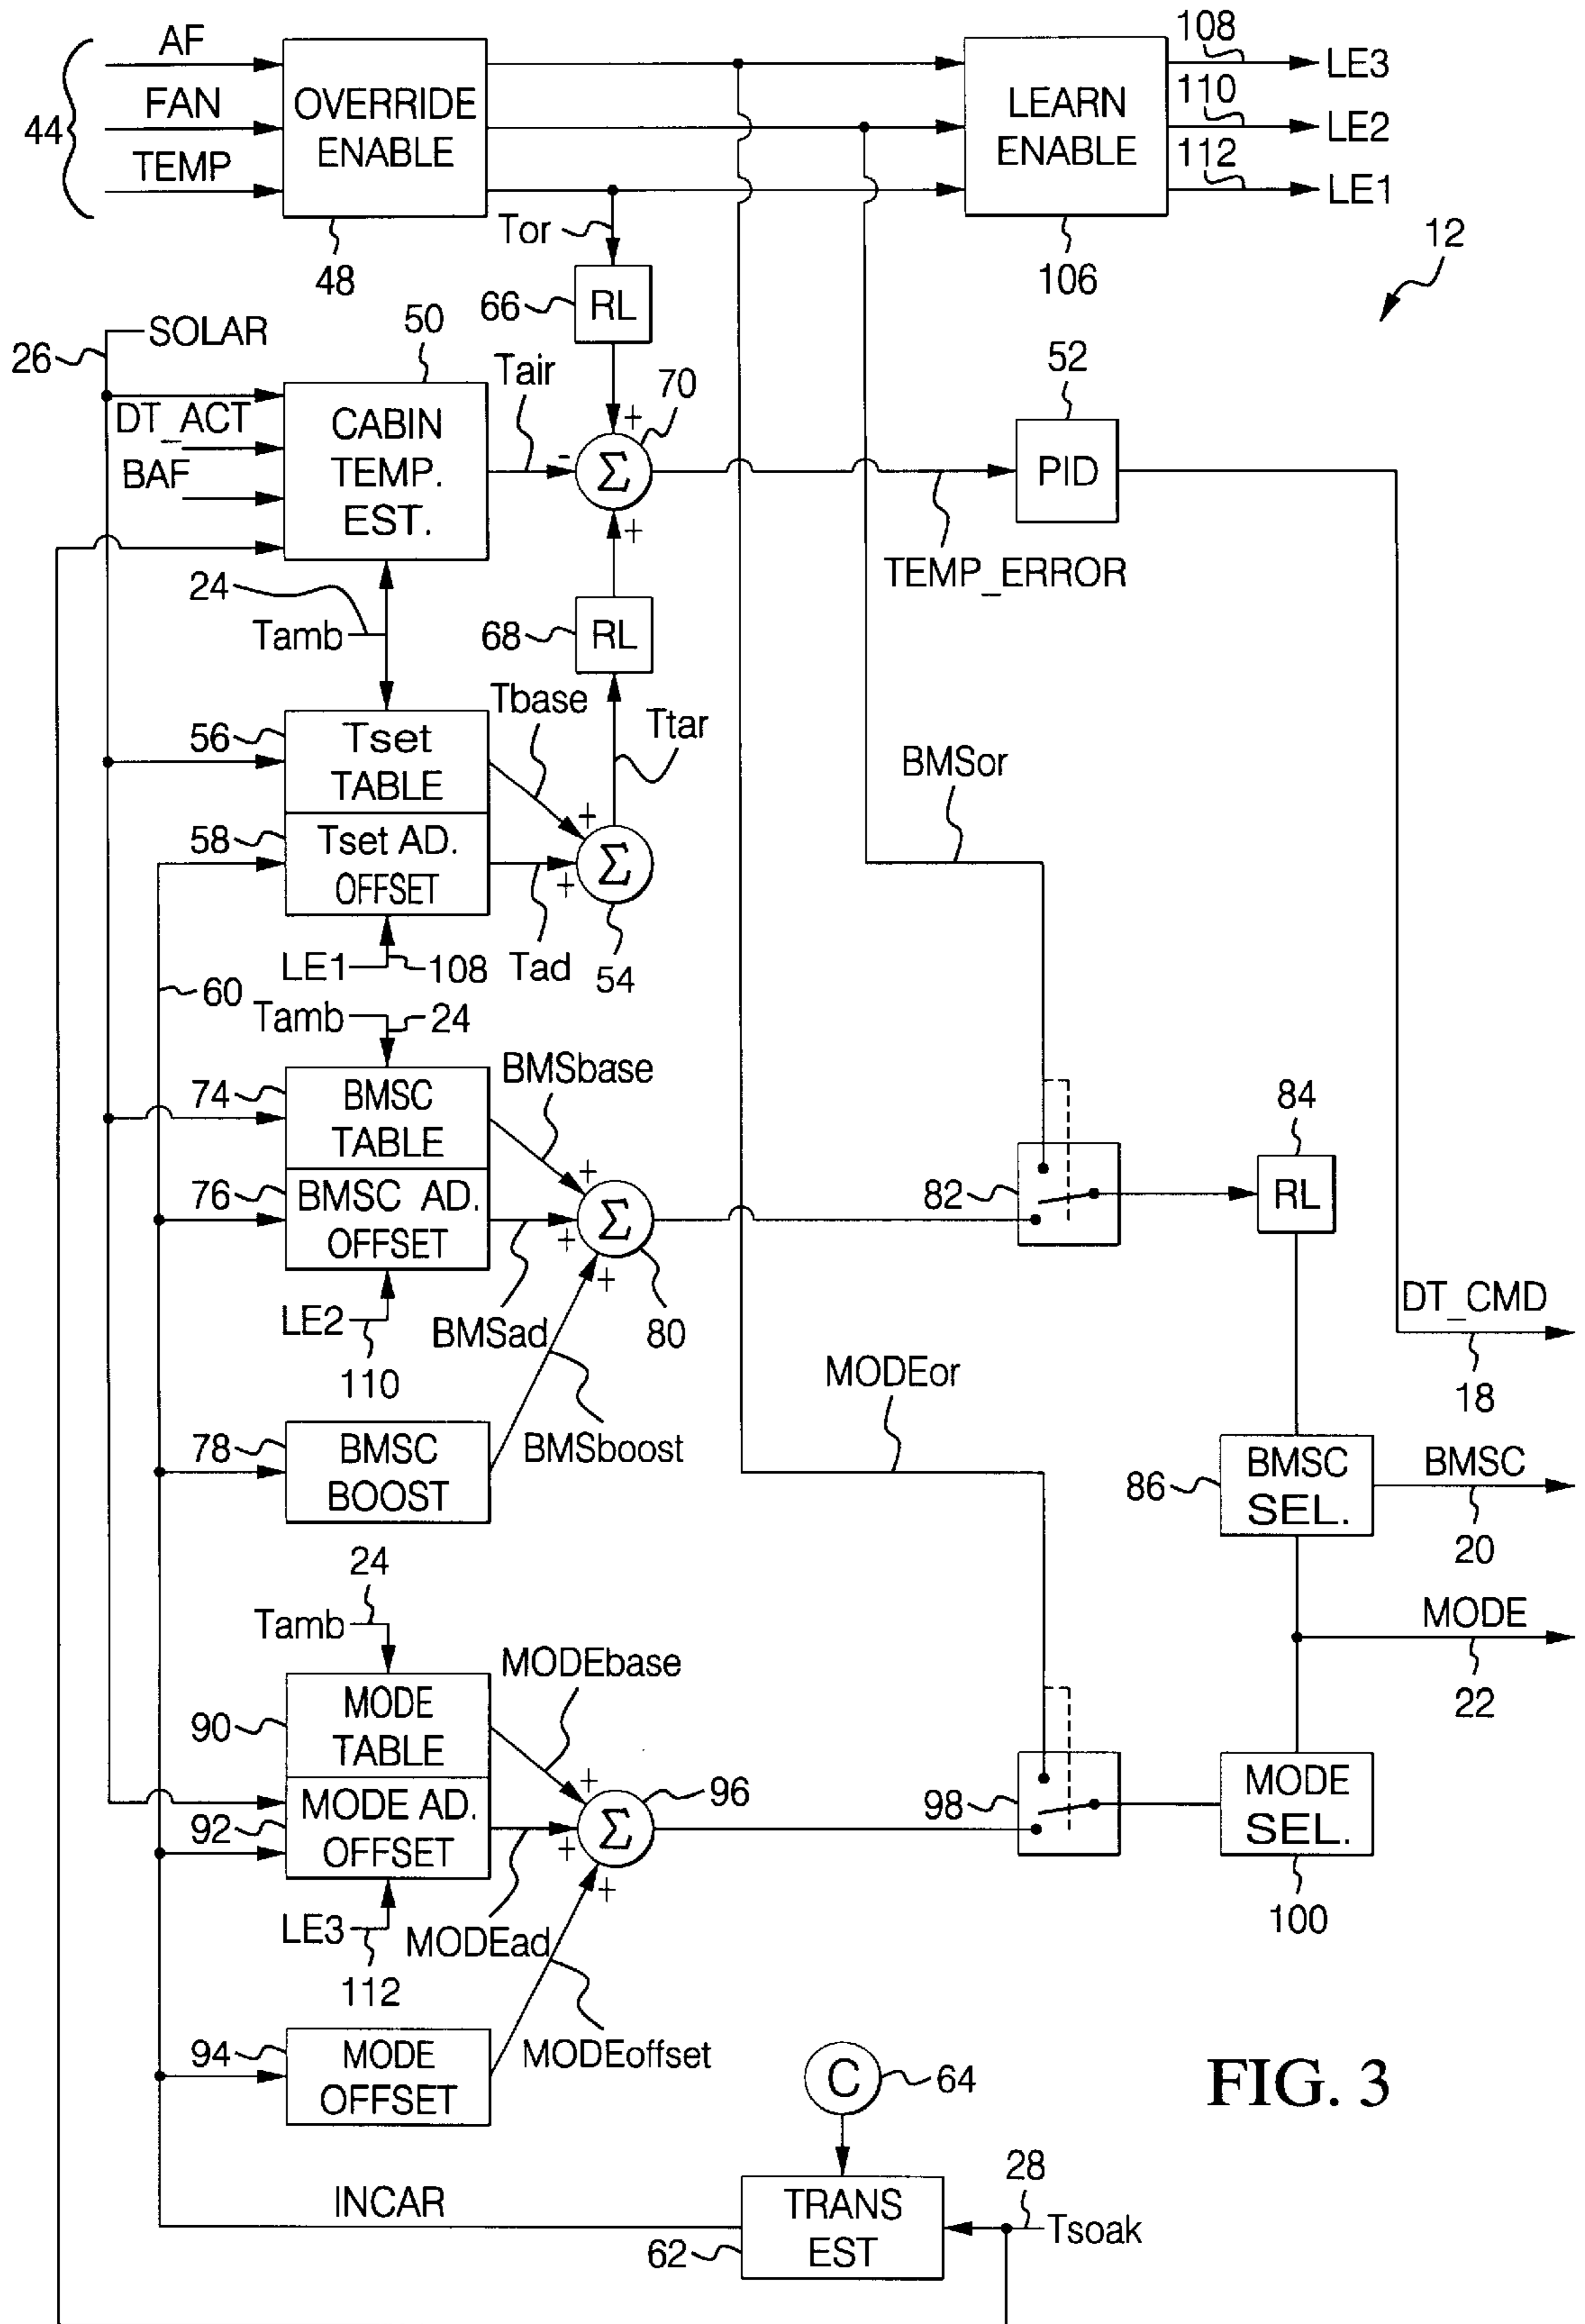 AF
FAN
TEMP
44
OVERRIDE
ENABLE
48
LEARN
ENABLE
106
108
LE3
110
LE2
112
LE1
12
Tor
66
RL
SOLAR
26
50
DT_ACT
BAF
CABIN
TEMP.
EST.
Tair
-
+
70
Σ
+
52
PID
TEMP_ERROR
24
Tamb
68
RL
Tbase
Ttar
56
Tset
TABLE
58
Tset AD.
OFFSET
+
+
Σ
54
LE1
108
Tad
60
BMSor
Tamb
24
74
BMSC
TABLE
BMSbase
76
BMSC AD.
OFFSET
+
+
+
Σ
80
82
84
RL
LE2
110
BMSad
BMSboost
78
BMSC
BOOST
MODEor
DT_CMD
18
86
BMSC
SEL.
BMSC
20
MODE
22
24
Tamb
90
MODE
TABLE
MODEbase
92
MODE AD.
OFFSET
+
+
+
Σ
96
98
MODE
SEL.
100
LE3
112
MODEad
MODEoffset
94
MODE
OFFSET
C
64
FIG. 3
INCAR
62
TRANS
EST
28
Tsoak